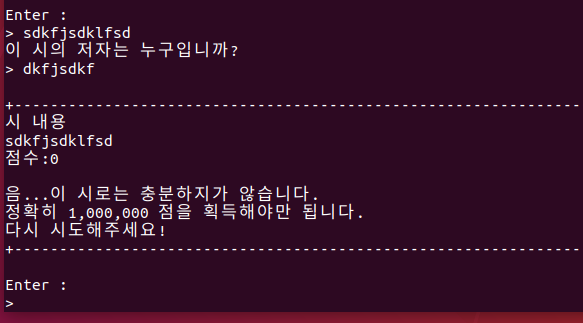 Enter :
> sdkfjsdklfsd
이 시의 저자는 누구입니까?
> dkfjsdkf
+---------------------------------------------------------------
시 내용
sdkfjsdklfsd
점수:0
음...이 시로는 충분하지가 않습니다.
정확히 1,000,000 점을 획득해야만 됩니다.
다시 시도해주세요!
+---------------------------------------------------------------
Enter :
>